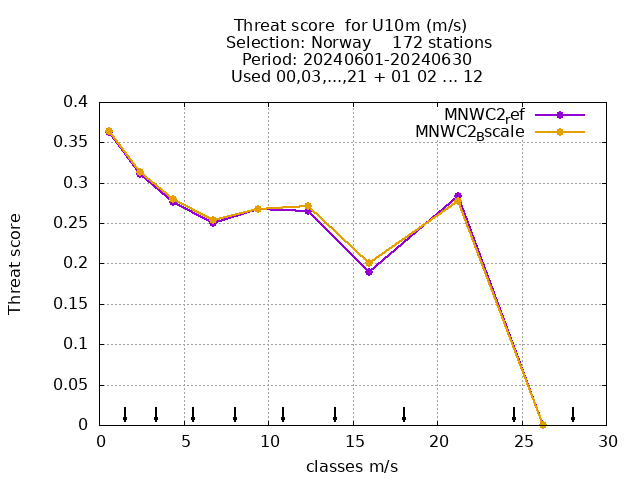 Threat score  for U10m (m/s)
Selection: Norway    172 stations
Period: 20240601-20240630
Used 00,03,...,21 + 01 02 ... 12
MNWC2ref
MNWC2Bscale
0.4
0.35
0.3
0.25
0.2
0.15
0.1
0.05
0
Threat score
0 5 10 15 20 25 30
classes m/s